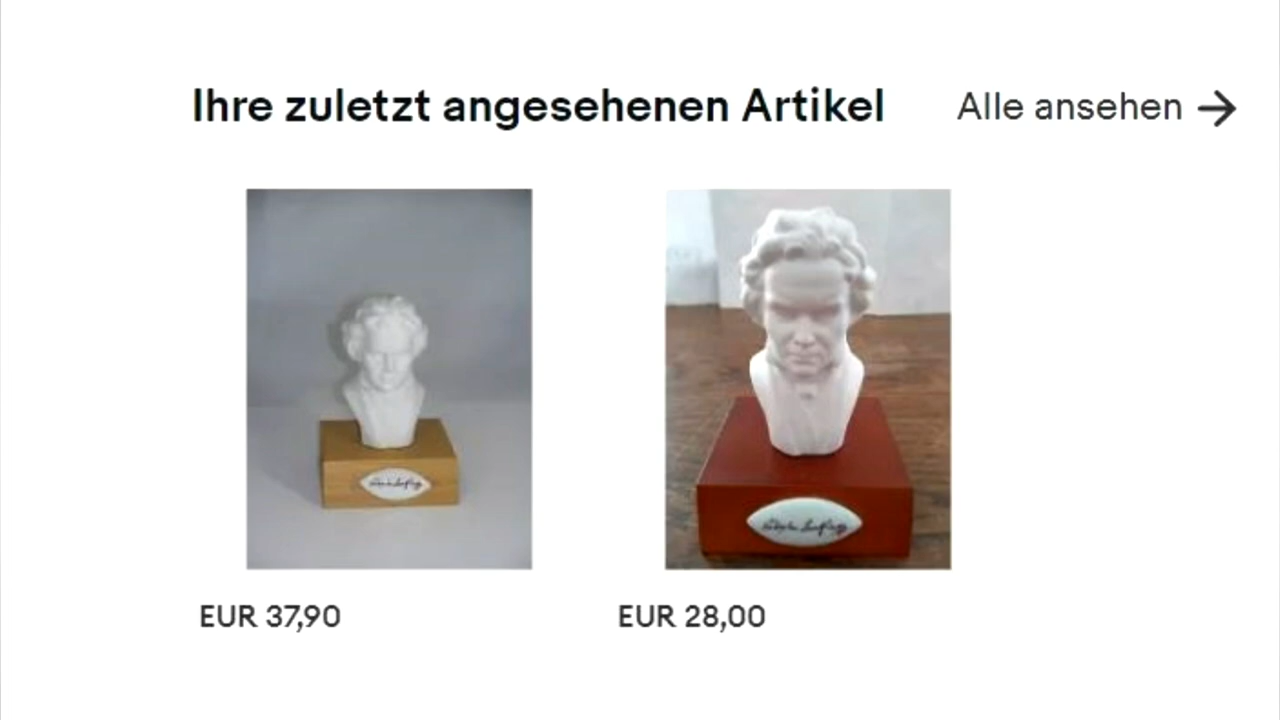 Ihre zuletzt angesehenen Artikel
Alle ansehen
EUR 37,90
EUR 28,00